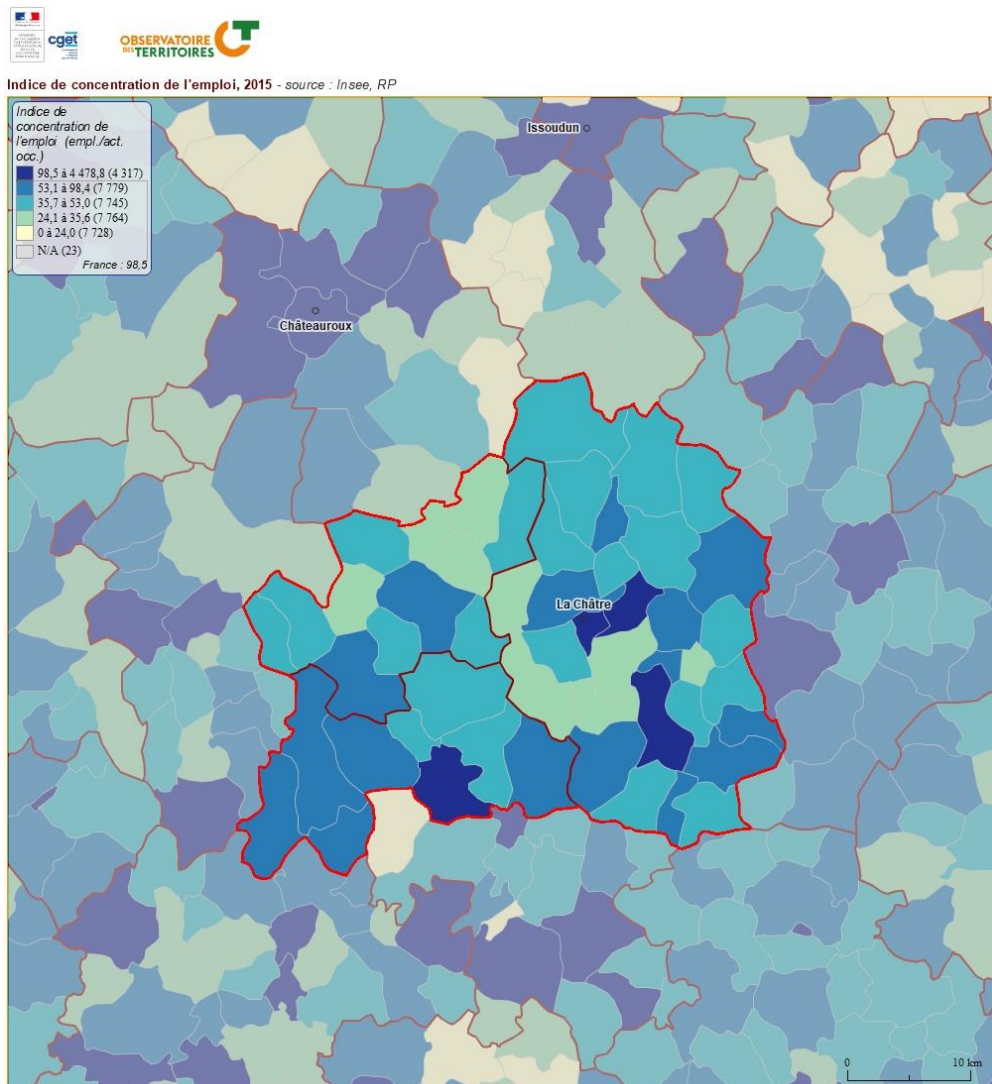 cget
OBSERVATOIRE
DES TERRITOIRES
Indice de concentration de l'emploi, 2015 - source : Insee, RP
Indice de
concentration de
l'emploi (empl./act.
occ.)
98,5 à 4 478,8 (4 317)
53,1 à 98,4 (7 779)
35,7 à 53,0 (7 745)
24,1 à 35,6 (7 764)
0 à 24,0 (7 728)
N/A (23)
France : 98,5
Issoudun
Châteauroux
La Châtre
0 10 km